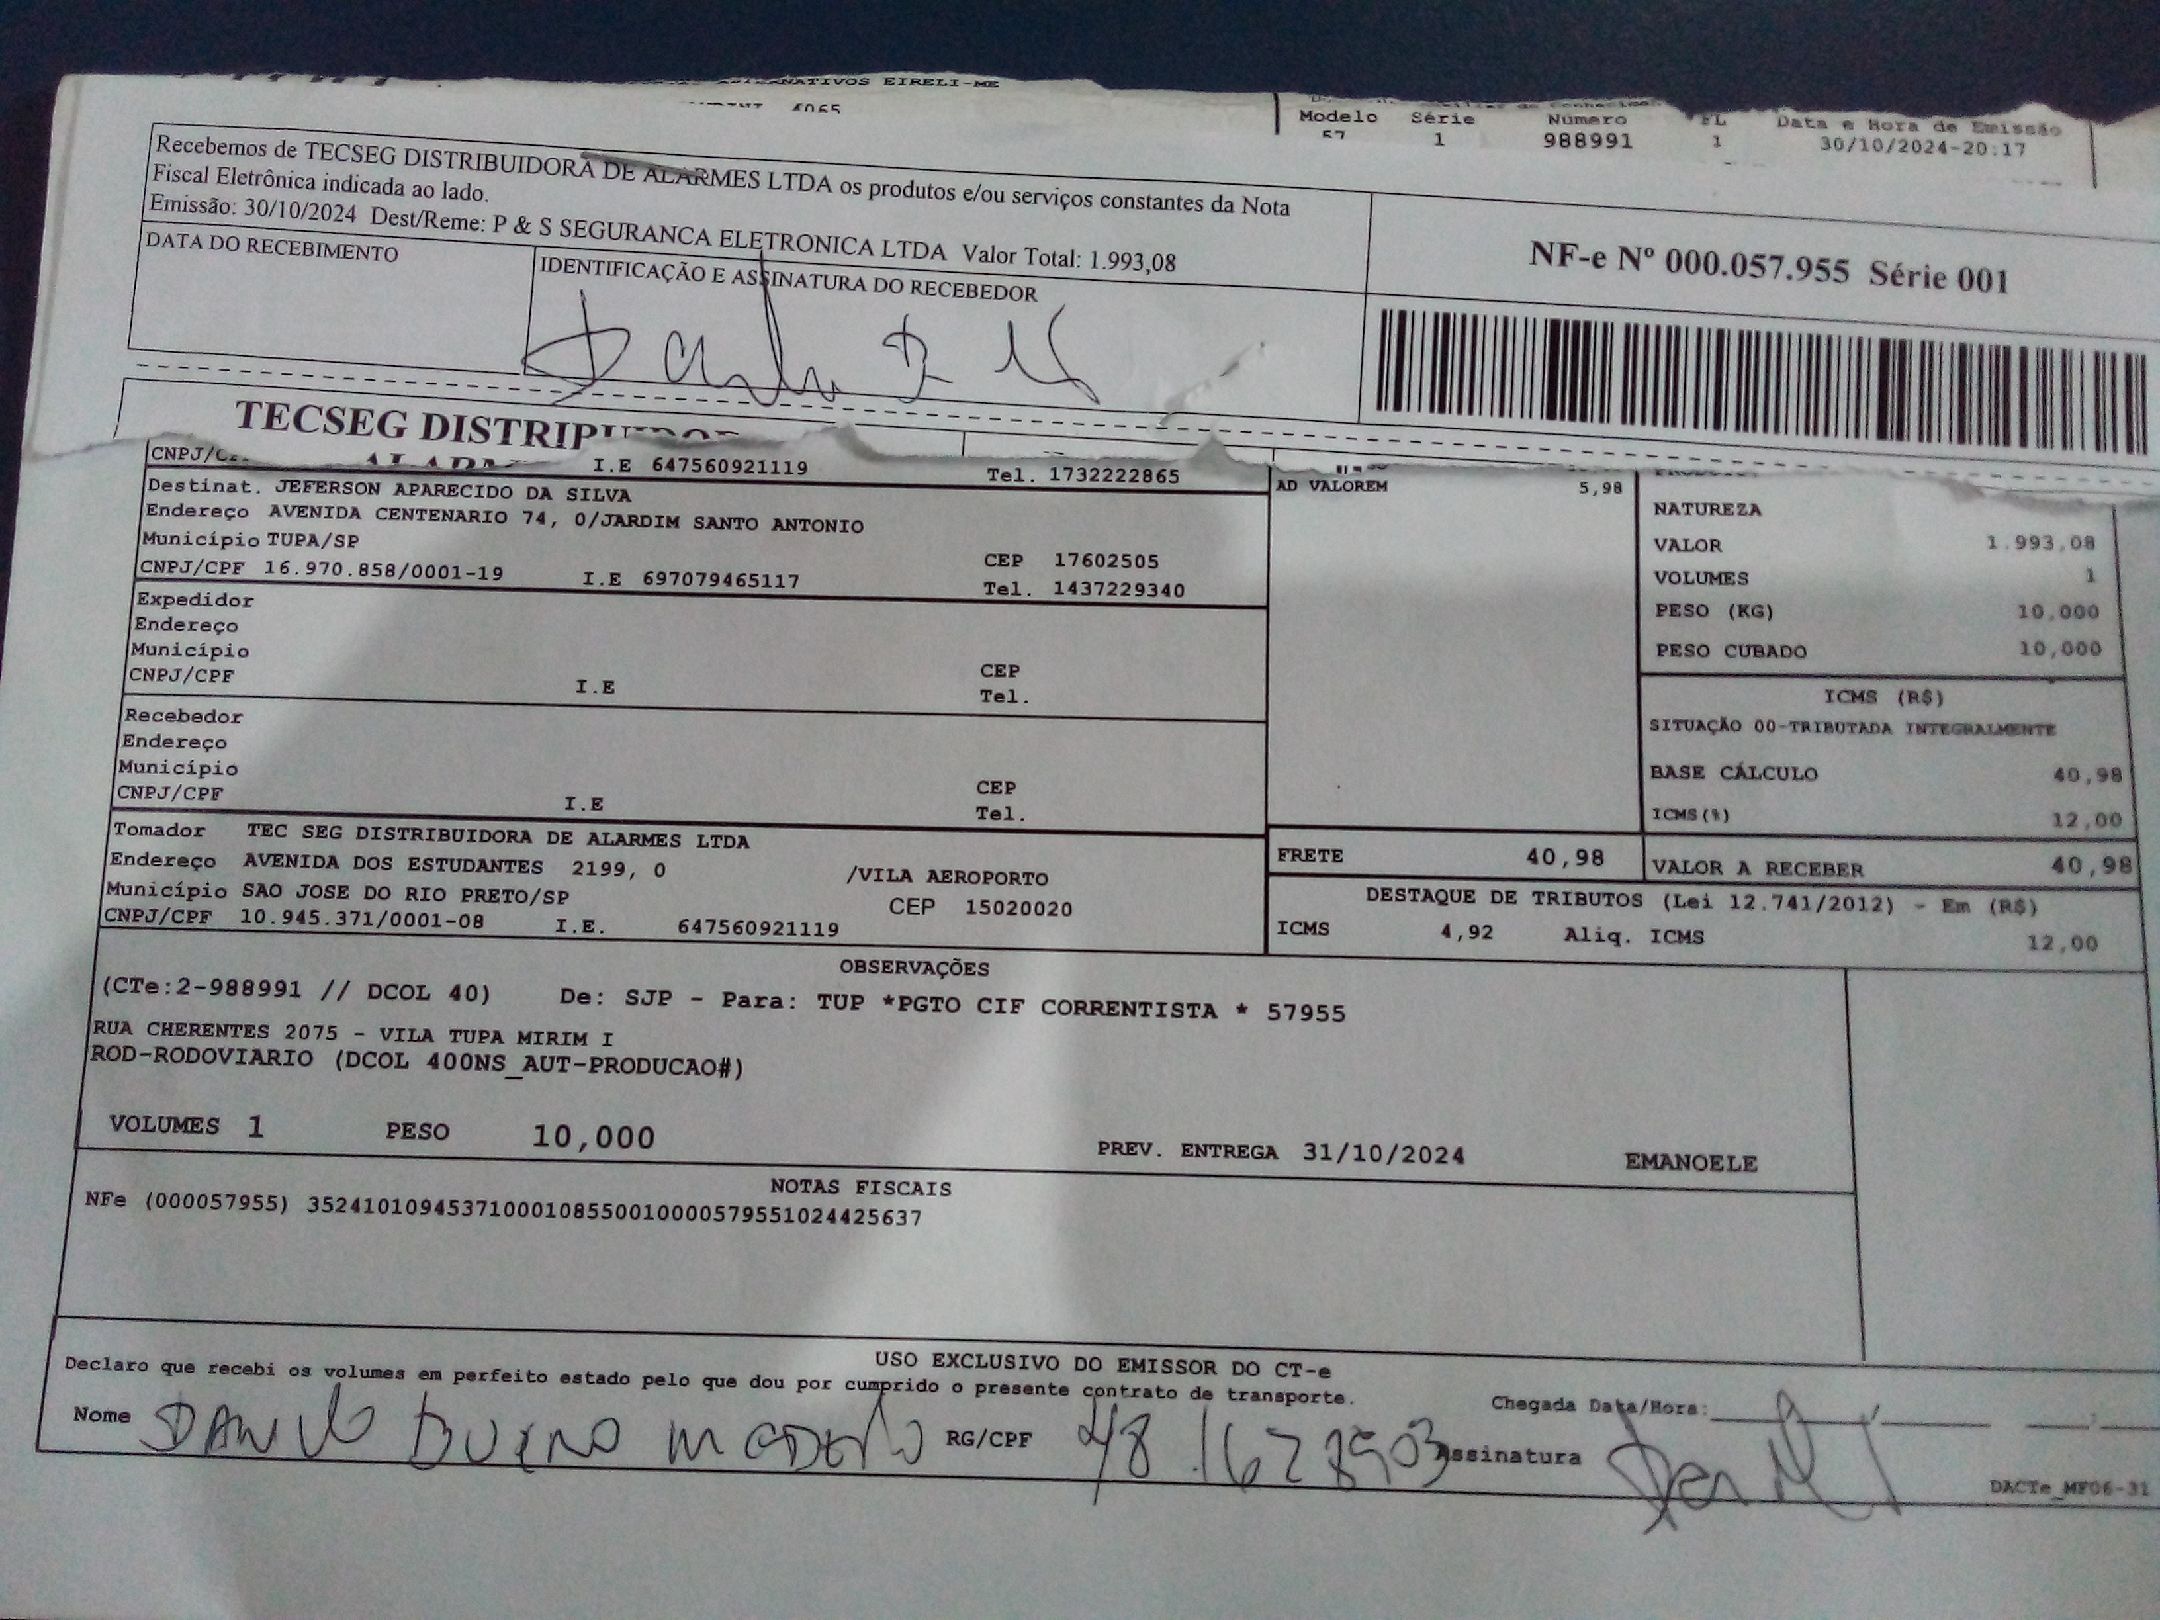 NATIVOS EIRELI-ME
4065
Modelo Série Número FL Data e Hora de Emissão
57 1 988991 1 30/10/2024-20:17
Recebemos de TECSEG DISTRIBUIDORA DE ALARMES LTDA os produtos e/ou serviços constantes da Nota
Fiscal Eletrônica indicada ao lado.
Emissão: 30/10/2024 Dest/Reme: P & S SEGURANCA ELETRONICA LTDA Valor Total: 1.993,08
DATA DO RECEBIMENTO
IDENTIFICAÇÃO E ASSINATURA DO RECEBEDOR
NF-e Nº 000.057.955 Série 001
TECSEG DISTRIBUIDOR
CNPJ/C I.E 647560921119 Tel. 1732222865
Destinat. JEFERSON APARECIDO DA SILVA
Endereço AVENIDA CENTENARIO 74, 0/JARDIM SANTO ANTONIO
Município TUPA/SP CEP 17602505
CNPJ/CPF 16.970.858/0001-19 I.E 697079465117 Tel. 1437229340
Expedidor
Endereço
Município CEP
CNPJ/CPF I.E Tel.
Recebedor
Endereço
Município CEP
CNPJ/CPF I.E Tel.
Tomador TEC SEG DISTRIBUIDORA DE ALARMES LTDA
Endereço AVENIDA DOS ESTUDANTES 2199, 0 /VILA AEROPORTO
Município SAO JOSE DO RIO PRETO/SP CEP 15020020
CNPJ/CPF 10.945.371/0001-08 I.E. 647560921119
AD VALOREM 5,98
NATUREZA
VALOR 1.993,08
VOLUMES 1
PESO (KG) 10,000
PESO CUBADO 10,000
ICMS (R$)
SITUAÇÃO 00-TRIBUTADA INTEGRALMENTE
BASE CÁLCULO 40,98
ICMS(%) 12,00
FRETE 40,98 VALOR A RECEBER 40,98
DESTAQUE DE TRIBUTOS (Lei 12.741/2012) - Em (R$)
ICMS 4,92 Aliq. ICMS 12,00
OBSERVAÇÕES
(CTe:2-988991 // DCOL 40) De: SJP - Para: TUP *PGTO CIF CORRENTISTA * 57955
RUA CHERENTES 2075 - VILA TUPA MIRIM I
ROD-RODOVIARIO (DCOL 400NS_AUT-PRODUCAO#)
VOLUMES 1 PESO 10,000 PREV. ENTREGA 31/10/2024 EMANOELE
NOTAS FISCAIS
NFe (000057955) 35241010945371000108550010000579551024425637
USO EXCLUSIVO DO EMISSOR DO CT-e
Declaro que recebi os volumes em perfeito estado pelo que dou por cumprido o presente contrato de transporte.
Chegada Data/Hora:
Nome DANILO BUENO RG/CPF 48.1628903 Assinatura
DACTe_MF06-31